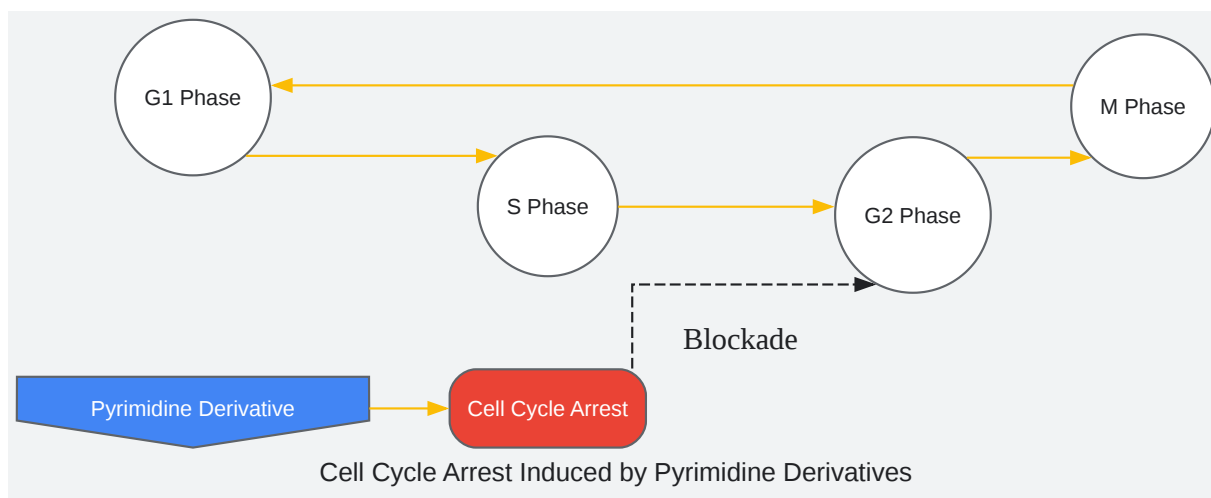 G1 Phase
M Phase
S Phase
G2 Phase
Blockade
Pyrimidine Derivative
Cell Cycle Arrest
Cell Cycle Arrest Induced by Pyrimidine Derivatives